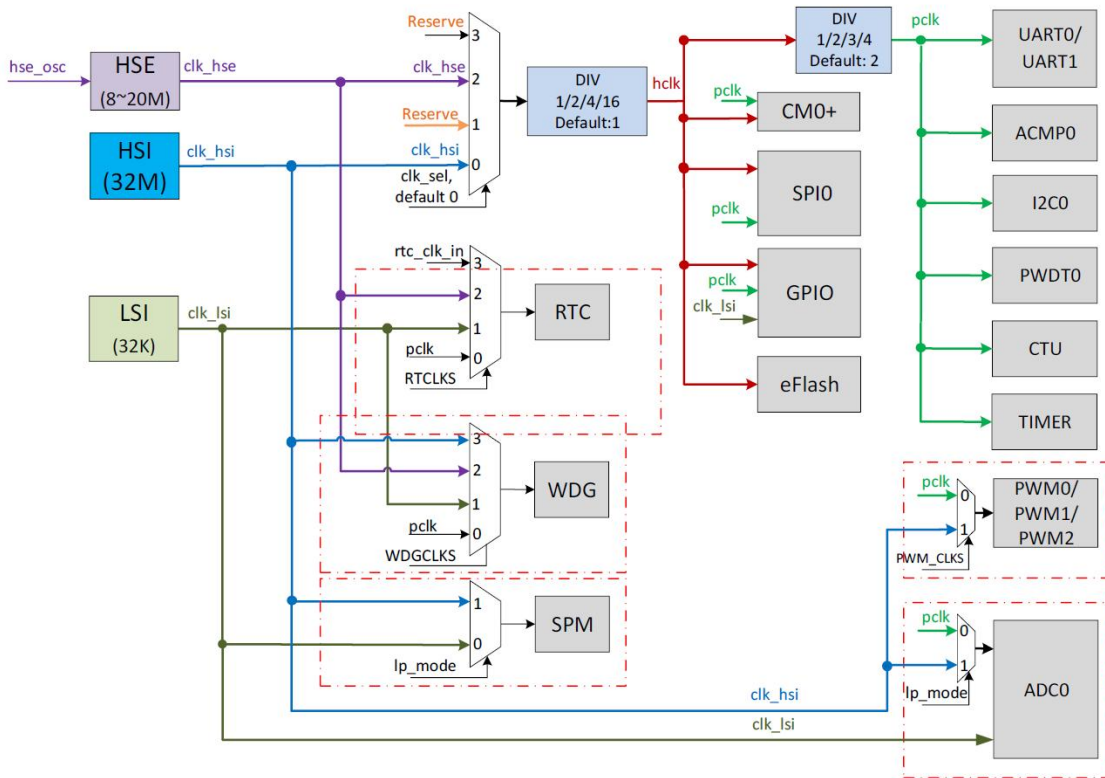 Reserve
3
hse_osc
HSE
(8~20M)
clk_hse
clk_hse
2
Reserve
1
HSI
(32M)
clk_hsi
clk_hsi
0
clk_sel,
default 0
DIV
1/2/4/16
Default:1
hclk
DIV
1/2/3/4
Default: 2
pclk
UART0/
UART1
pclk
CM0+
ACMP0
SPI0
pclk
I2C0
pclk
clk_lsi
GPIO
PWDT0
eFlash
CTU
TIMER
LSI
(32K)
clk_lsi
rtc_clk_in
3
2
1
pclk
0
RTCLKS
RTC
3
2
1
pclk
0
WDGCLKS
WDG
1
0
lp_mode
SPM
pclk
0
1
PWM_CLKS
PWM0/
PWM1/
PWM2
pclk
0
1
lp_mode
ADC0
clk_hsi
clk_lsi